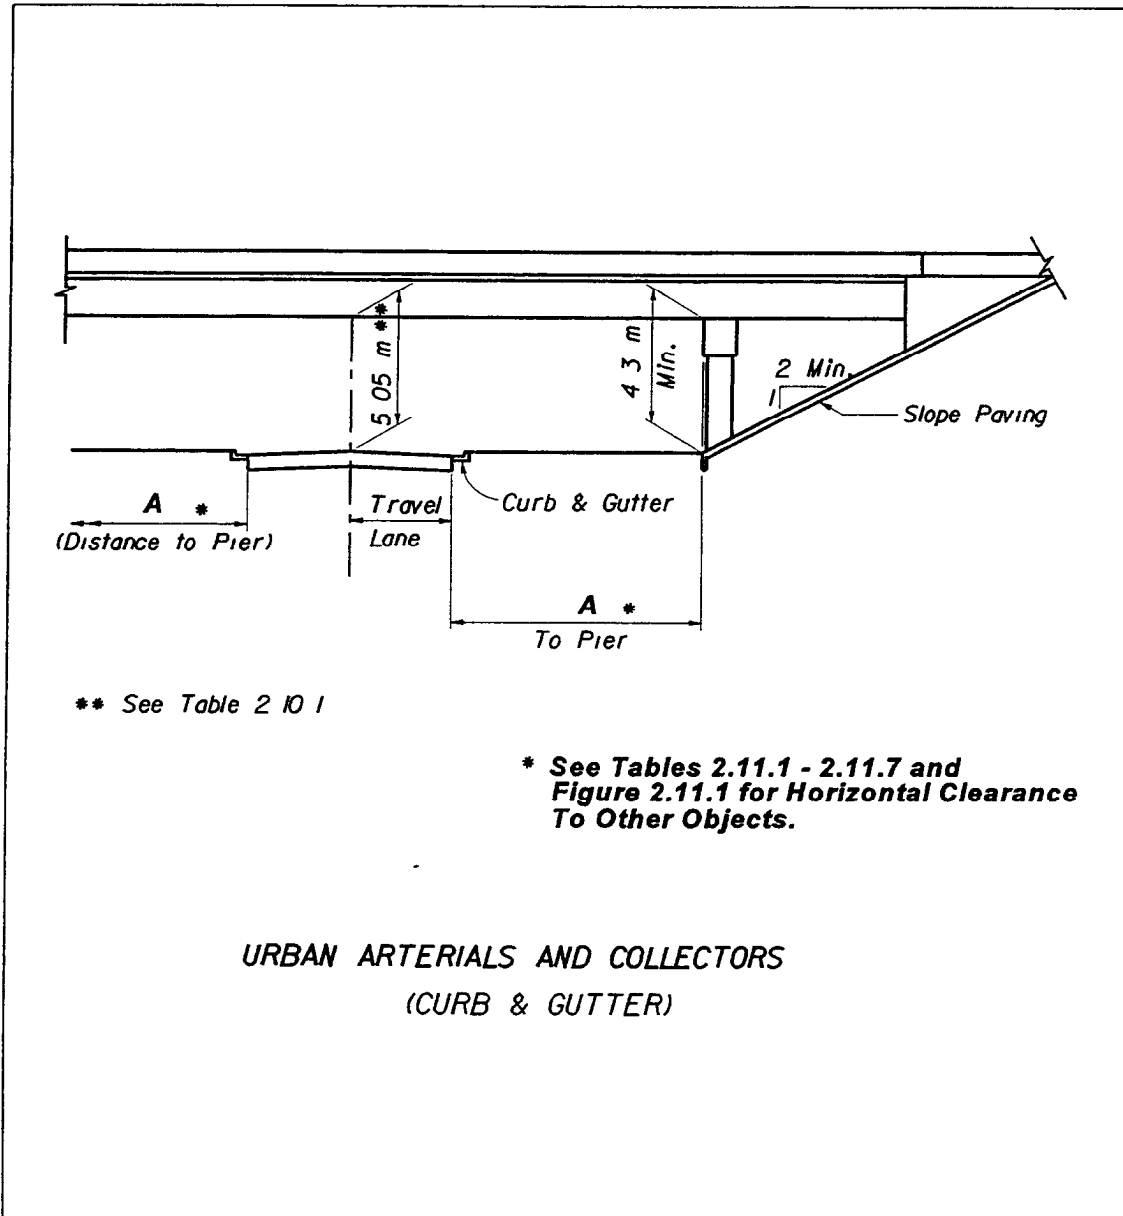 5 05 m **
4 3 m
Min.
2 Min.
1
Slope Paving
A *
(Distance to Pier)
Travel
Lane
Curb & Gutter
A *
To Pier
** See Table 2 10 1
* See Tables 2.11.1 - 2.11.7 and
Figure 2.11.1 for Horizontal Clearance
To Other Objects.
URBAN ARTERIALS AND COLLECTORS
(CURB & GUTTER)